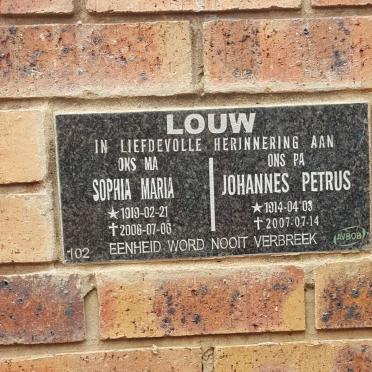 LOUW
IN LIEFDEVOLLE HERINNERING AAN
ONS MA
SOPHIA MARIA
★1919-02-21
✝2006-07-06
ONS PA
JOHANNES PETRUS
★1914-04-03
✝2007-07-14
102
EENHEID WORD NOOIT VERBREEK
AVBOB